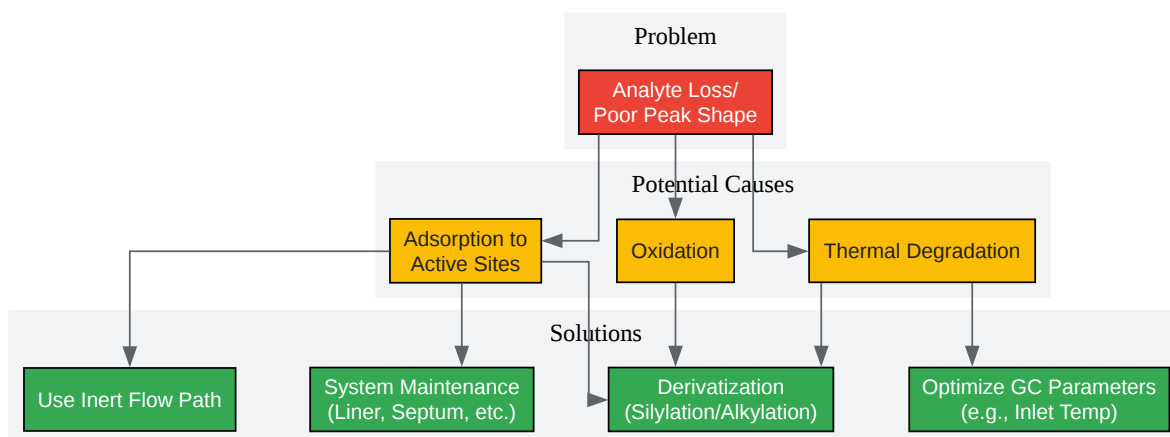 Problem
Analyte Loss/
Poor Peak Shape
Potential Causes
Adsorption to
Active Sites
Oxidation
Thermal Degradation
Solutions
Use Inert Flow Path
System Maintenance
(Liner, Septum, etc.)
Derivatization
(Silylation/Alkylation)
Optimize GC Parameters
(e.g., Inlet Temp)